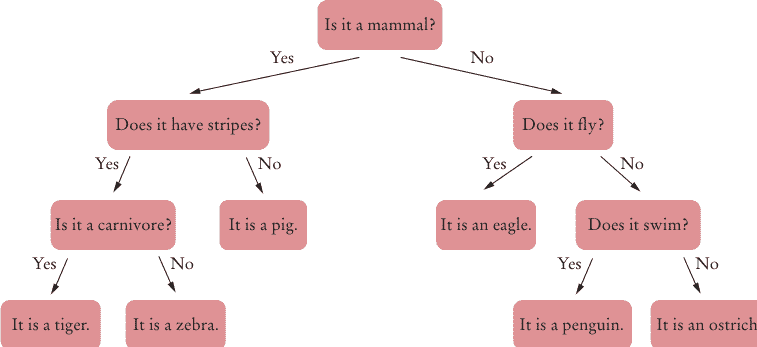 Is it a mammal?
Yes
No
Does it have stripes?
Does it fly?
Yes
No
Yes
No
Is it a carnivore?
It is a pig.
It is an eagle.
Does it swim?
Yes
No
Yes
No
It is a tiger.
It is a zebra.
It is a penguin.
It is an ostrich